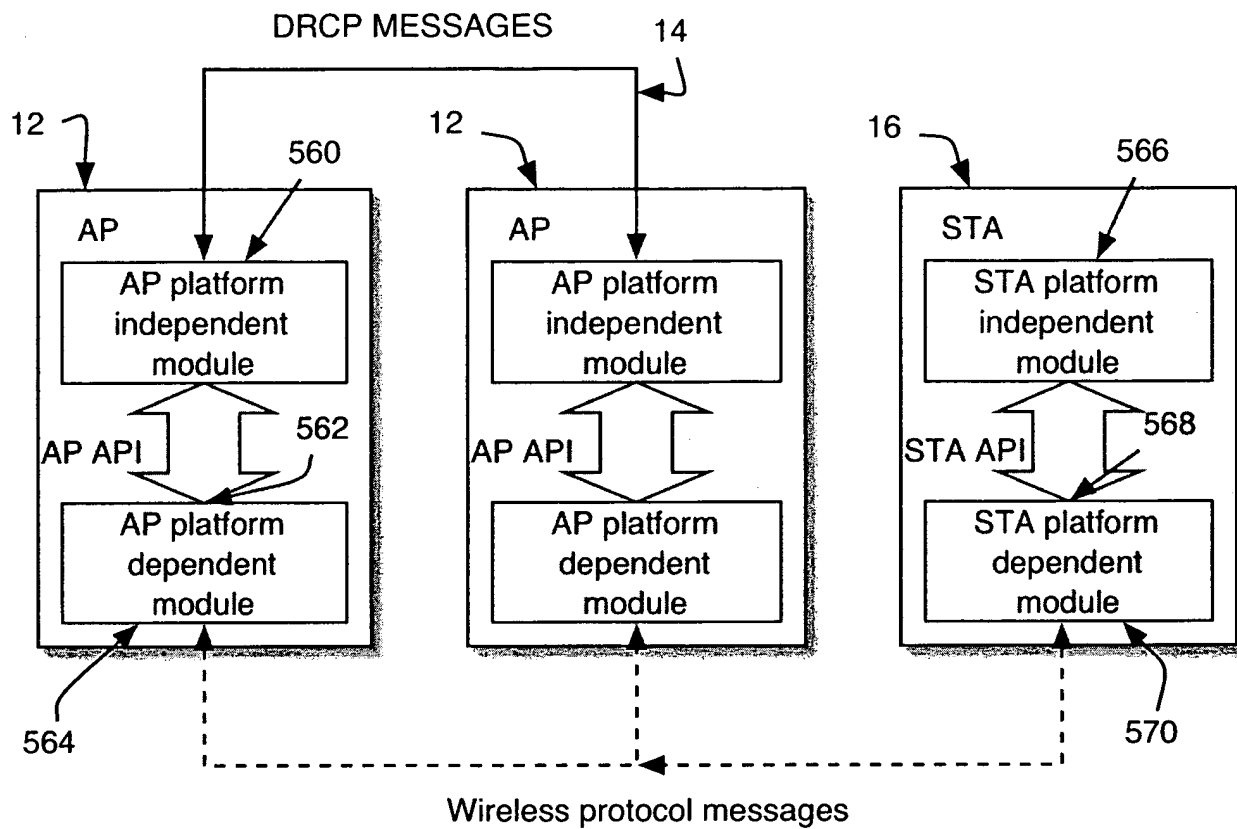 DRCP MESSAGES
14
12
12
16
560
566
AP
AP
STA
AP platform
independent
module
AP platform
independent
module
STA platform
independent
module
562
568
AP API
AP API
STA API
AP platform
dependent
module
AP platform
dependent
module
STA platform
dependent
module
564
570
Wireless protocol messages